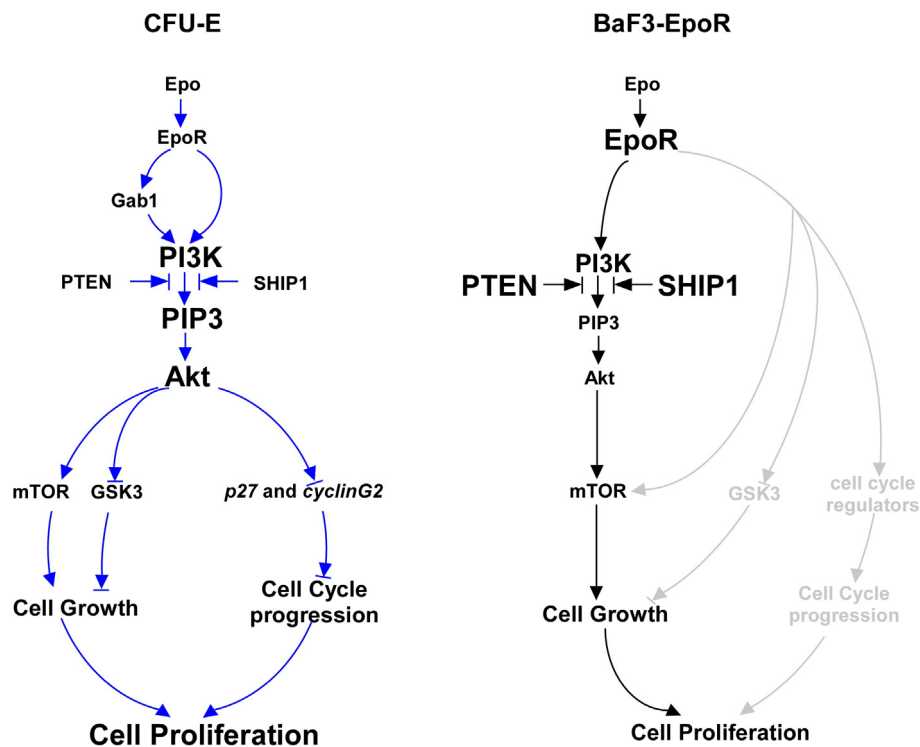 CFU-E
Epo
EpoR
Gab1
PI3K
PTEN
SHIP1
PIP3
Akt
mTOR
GSK3
p27 and cyclinG2
Cell Growth
Cell Cycle
progression
Cell Proliferation
BaF3-EpoR
Epo
EpoR
PI3K
PTEN
SHIP1
PIP3
Akt
mTOR
GSK3
cell cycle
regulators
Cell Growth
Cell Cycle
progression
Cell Proliferation